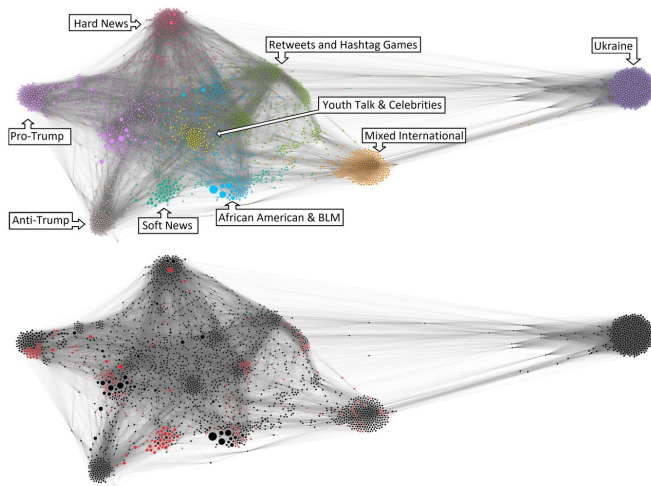 Hard News
Retweets and Hashtag Games
Ukraine
Youth Talk & Celebrities
Pro-Trump
Mixed International
Anti-Trump
Soft News
African American & BLM